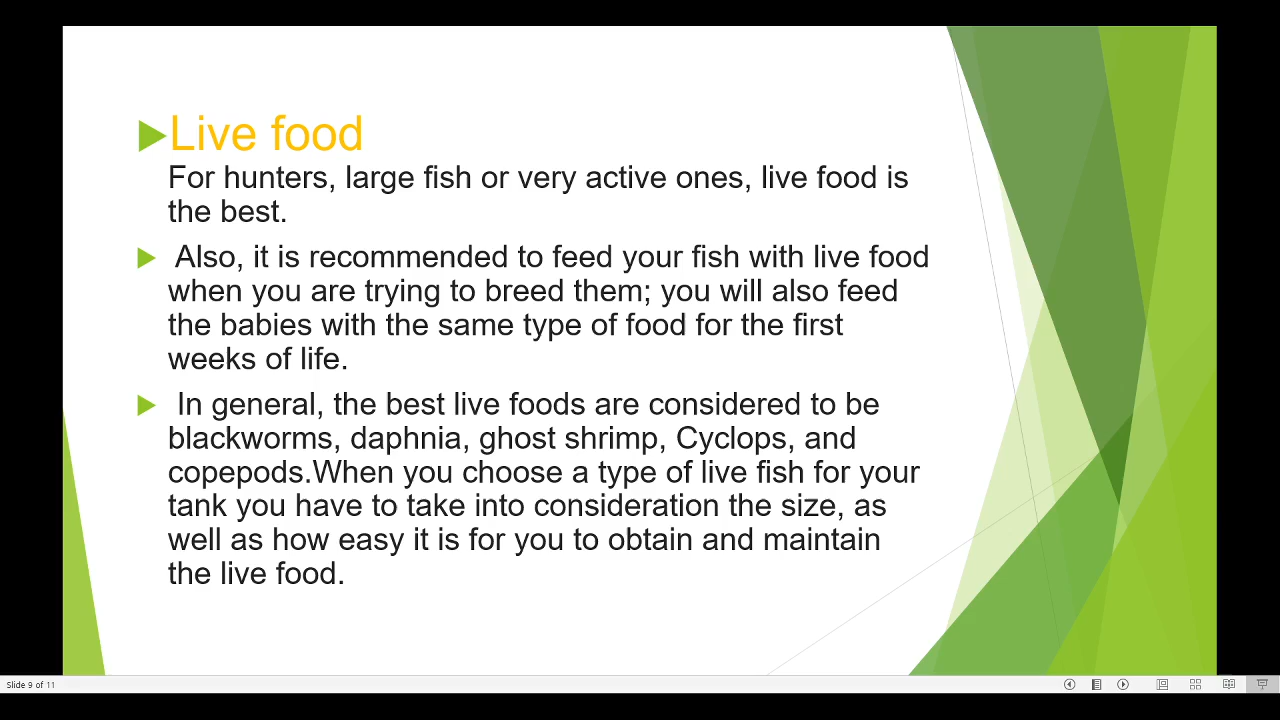 Live food
For hunters, large fish or very active ones, live food is
the best.
Also, it is recommended to feed your fish with live food
when you are trying to breed them; you will also feed
the babies with the same type of food for the first
weeks of life.
In general, the best live foods are considered to be
blackworms, daphnia, ghost shrimp, Cyclops, and
copepods.When you choose a type of live fish for your
tank you have to take into consideration the size, as
well as how easy it is for you to obtain and maintain
the live food.
Slide 9 of 11